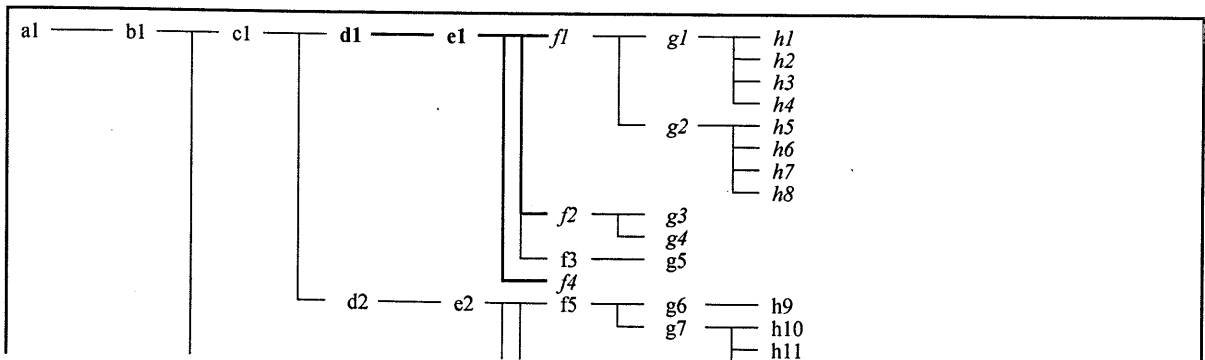 a1 b1 c1 d1 e1 f1 g1 h1
h2
h3
h4
g2 h5
h6
h7
h8
f2 g3
g4
f3 g5
f4
d2 e2 f5 g6 h9
g7 h10
h11